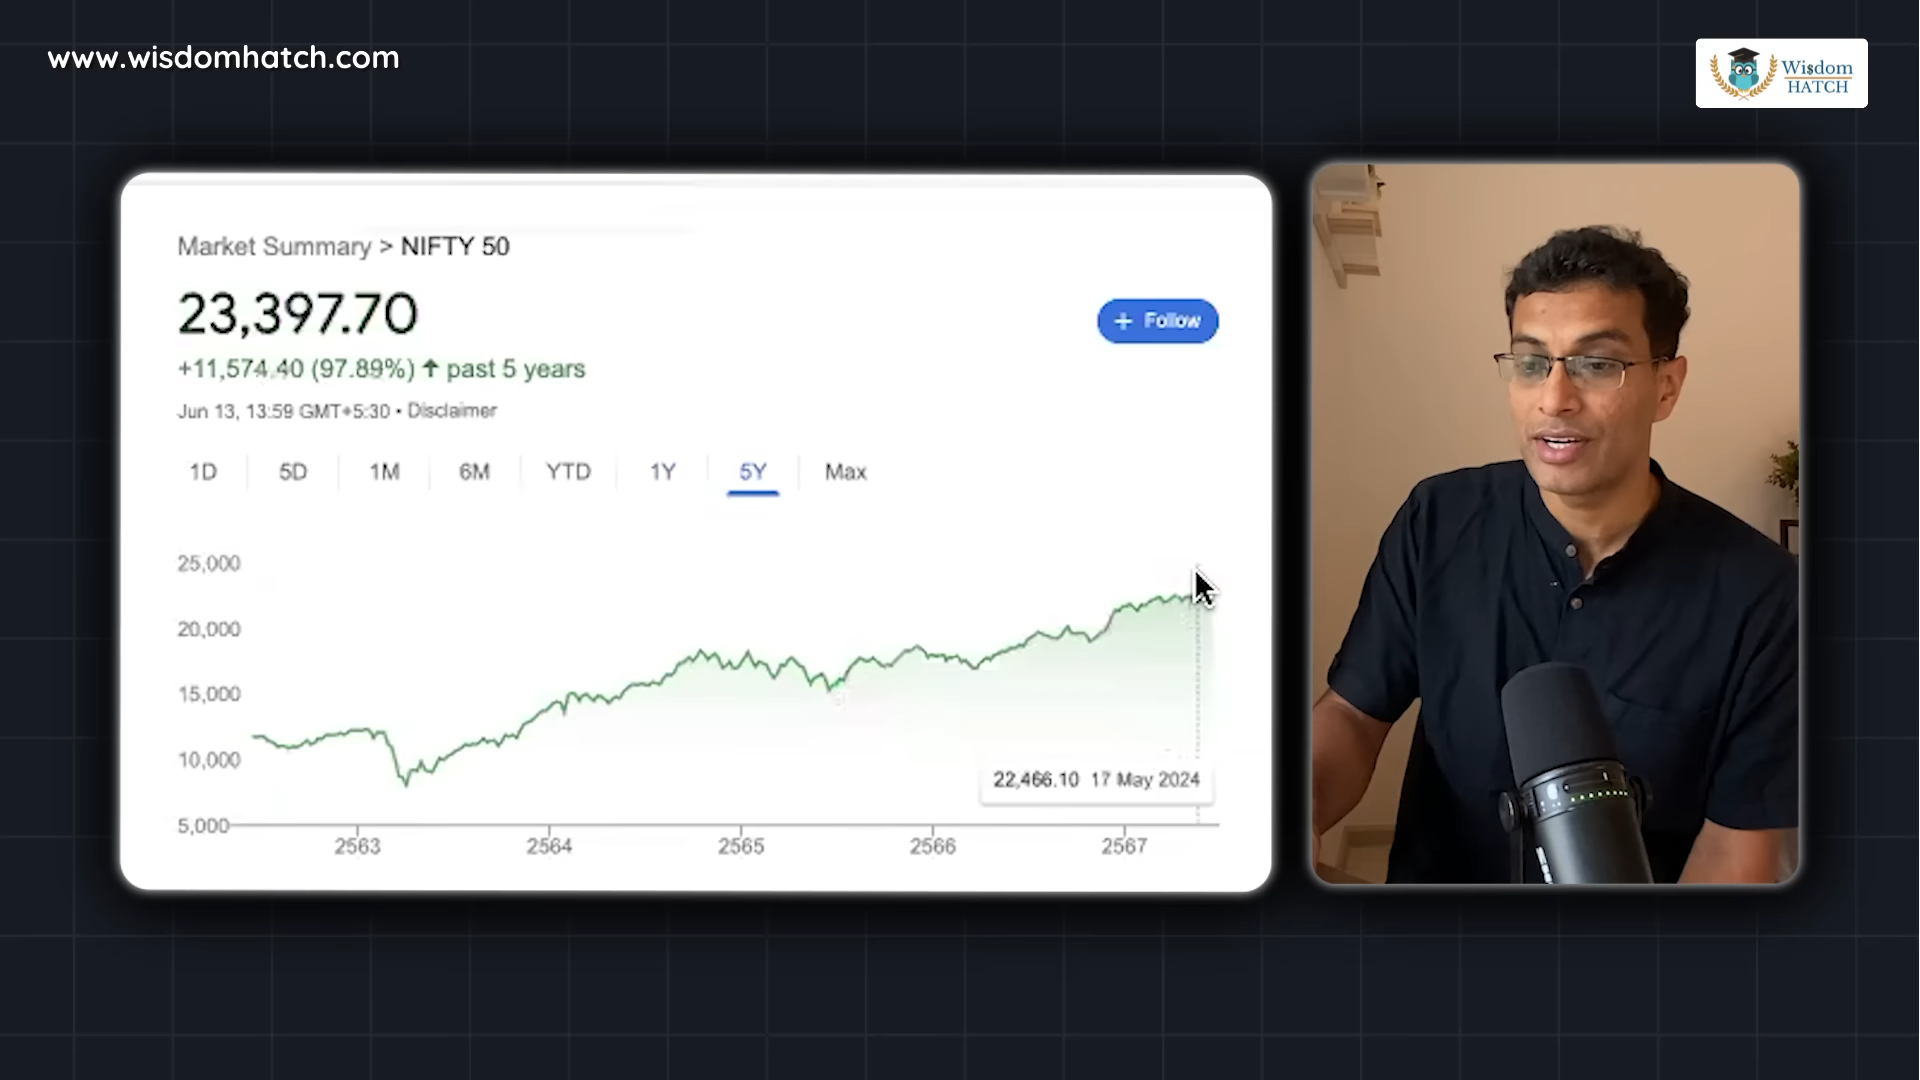 www.wisdomhatch.com
Wisdom
HATCH
Market Summary > NIFTY 50
23,397.70
+ Follow
+11,574.40 (97.89%) ↑ past 5 years
Jun 13, 13:59 GMT+5:30 • Disclaimer
1D 5D 1M 6M YTD 1Y 5Y Max
25,000
20,000
15,000
10,000
22,466.10 17 May 2024
5,000
2563 2564 2565 2566 2567